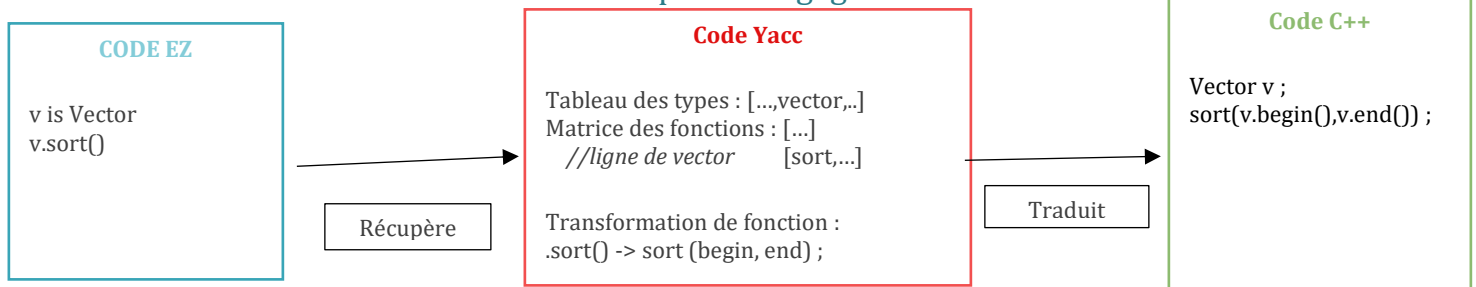 CODE EZ
v is Vector
v.sort()
Récupère
Code Yacc
Tableau des types : […,vector,..]
Matrice des fonctions : […]
//ligne de vector [sort,…]
Transformation de fonction :
.sort() -> sort (begin, end) ;
Traduit
Code C++
Vector v ;
sort(v.begin(),v.end()) ;